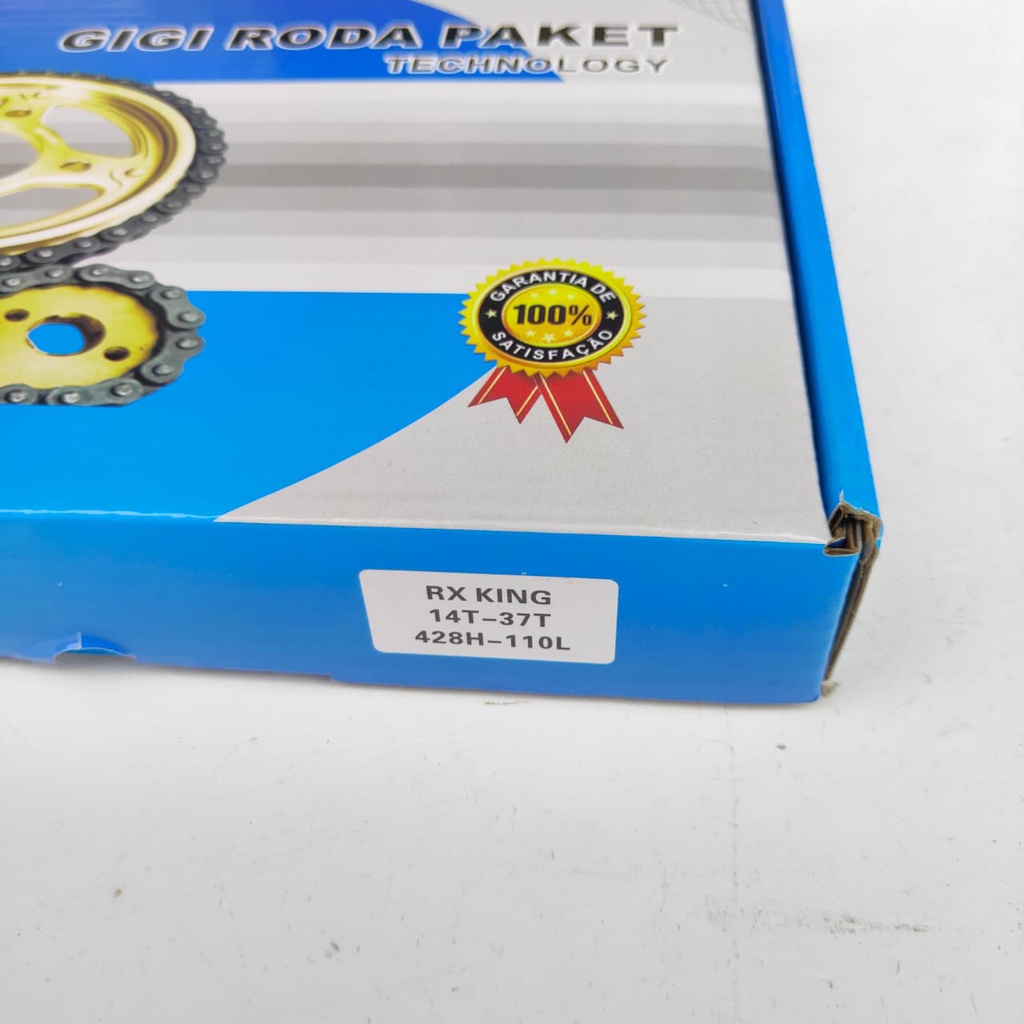 GIGI RODA PAKET
TECHNOLOGY
GARANTIA DE
100%
SATISFAÇÃO
RX KING
14T-37T
428H-110L